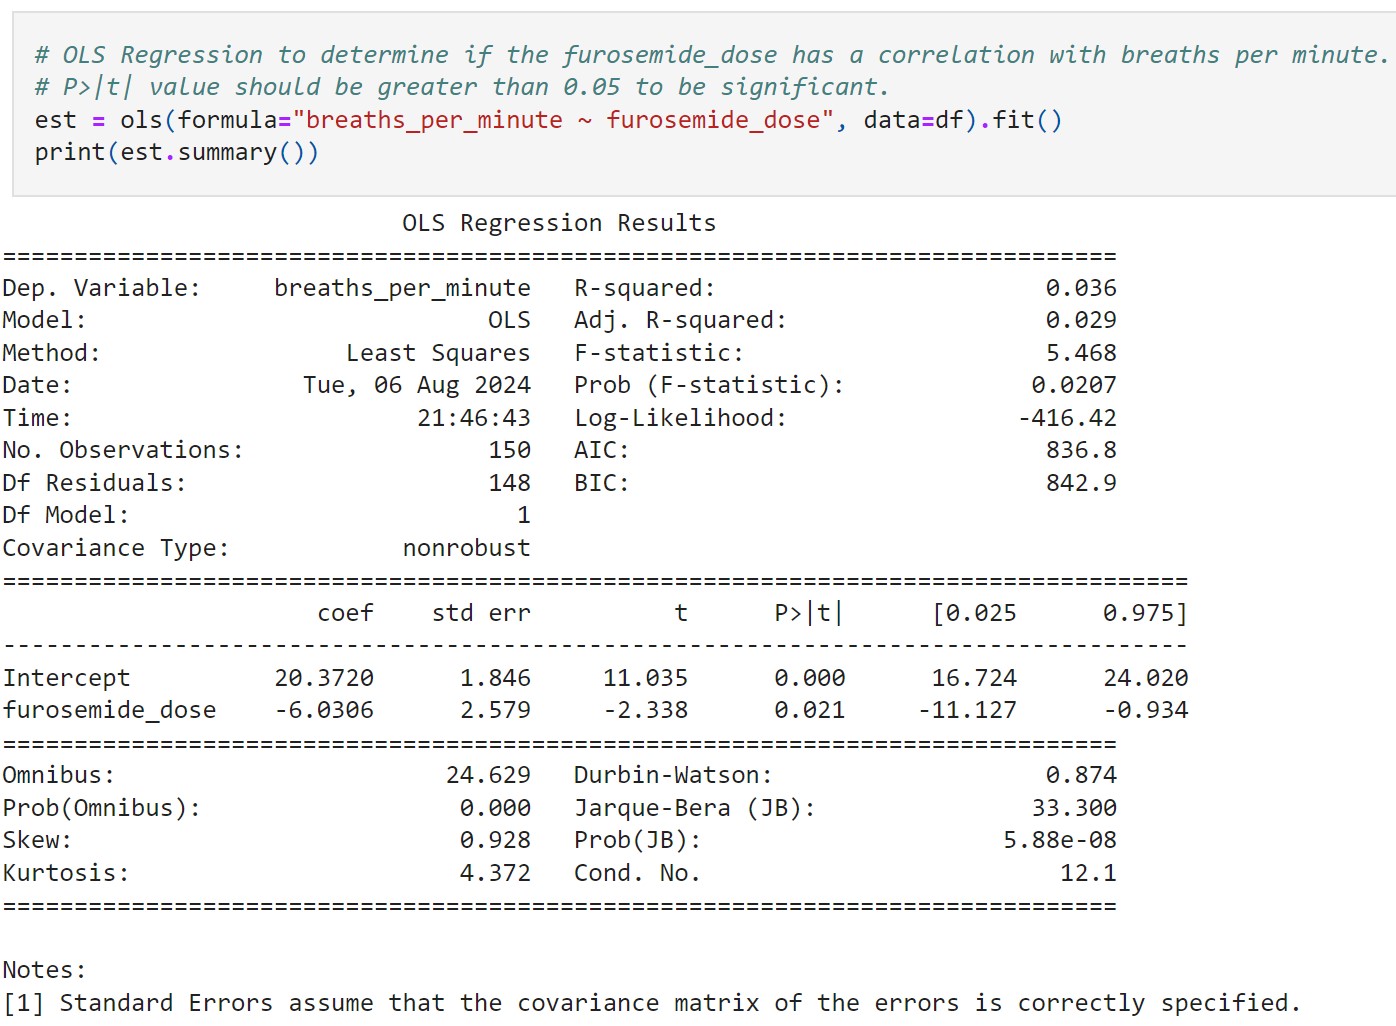 # OLS Regression to determine if the furosemide_dose has a correlation with breaths per minute.
# P>|t| value should be greater than 0.05 to be significant.
est = ols(formula="breaths_per_minute ~ furosemide_dose", data=df).fit()
print(est.summary())
OLS Regression Results
==============================================================================
Dep. Variable:     breaths_per_minute   R-squared:                       0.036
Model:                            OLS   Adj. R-squared:                  0.029
Method:                 Least Squares   F-statistic:                     5.468
Date:                Tue, 06 Aug 2024   Prob (F-statistic):             0.0207
Time:                        21:46:43   Log-Likelihood:                -416.42
No. Observations:                 150   AIC:                             836.8
Df Residuals:                     148   BIC:                             842.9
Df Model:                           1
Covariance Type:            nonrobust
===================================================================================
                      coef    std err          t      P>|t|      [0.025      0.975]
-----------------------------------------------------------------------------------
Intercept          20.3720      1.846     11.035      0.000      16.724      24.020
furosemide_dose    -6.0306      2.579     -2.338      0.021     -11.127      -0.934
==============================================================================
Omnibus:                       24.629   Durbin-Watson:                   0.874
Prob(Omnibus):                  0.000   Jarque-Bera (JB):               33.300
Skew:                           0.928   Prob(JB):                     5.88e-08
Kurtosis:                       4.372   Cond. No.                         12.1
==============================================================================
Notes:
[1] Standard Errors assume that the covariance matrix of the errors is correctly specified.